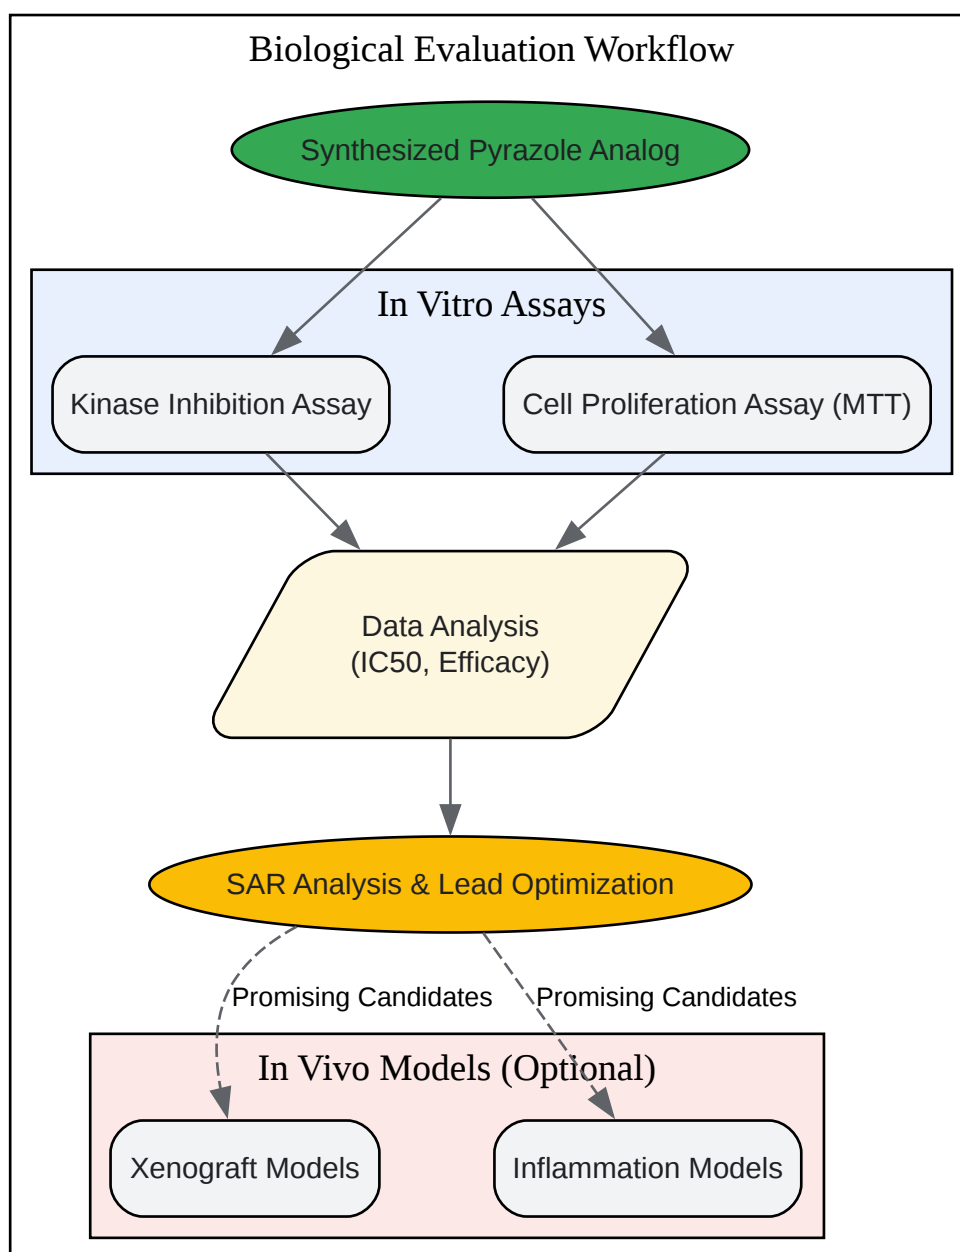 Biological Evaluation Workflow
Synthesized Pyrazole Analog
In Vitro Assays
Kinase Inhibition Assay
Cell Proliferation Assay (MTT)
Data Analysis
(IC50, Efficacy)
SAR Analysis & Lead Optimization
Promising Candidates
Promising Candidates
In Vivo Models (Optional)
Xenograft Models
Inflammation Models